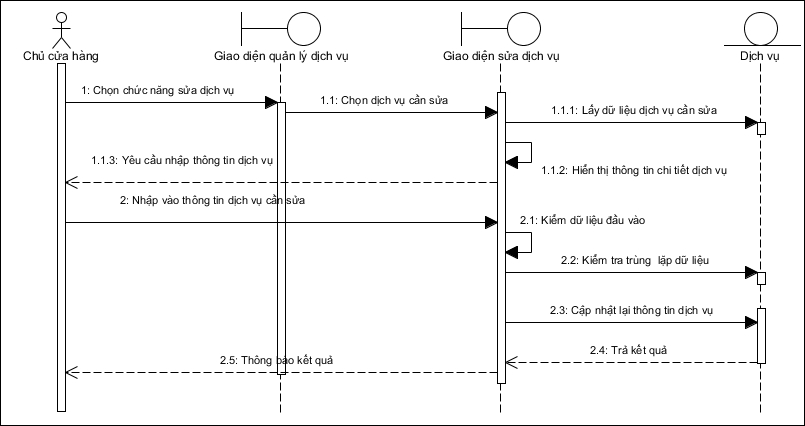 Chủ cửa hàng
Giao diện quản lý dịch vụ
Giao diện sửa dịch vụ
Dịch vụ
1: Chọn chức năng sửa dịch vụ
1.1: Chọn dịch vụ cần sửa
1.1.1: Lấy dữ liệu dịch vụ cần sửa
1.1.3: Yêu cầu nhập thông tin dịch vụ
1.1.2: Hiển thị thông tin chi tiết dịch vụ
2: Nhập vào thông tin dịch vụ cần sửa
2.1: Kiểm dữ liệu đầu vào
2.2: Kiểm tra trùng  lặp dữ liệu
2.3: Cập nhật lại thông tin dịch vụ
2.4: Trả kết quả
2.5: Thông báo kết quả